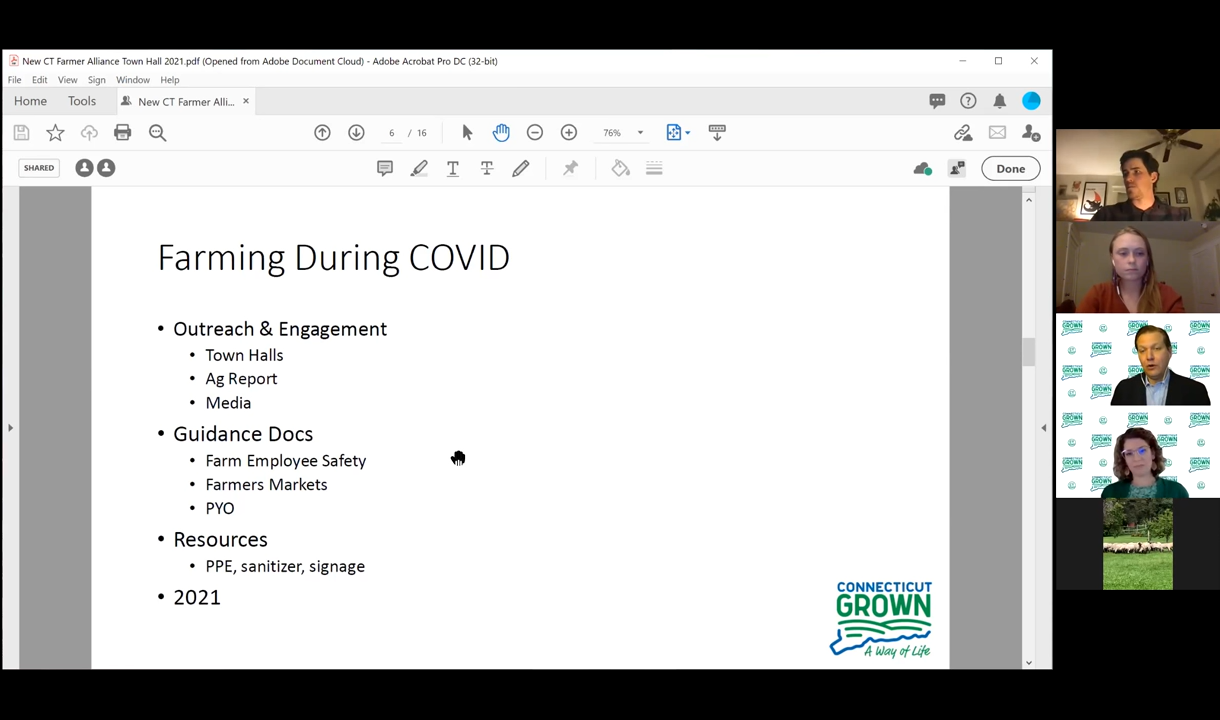 New CT Farmer Alliance Town Hall 2021.pdf (Opened from Adobe Document Cloud) - Adobe Acrobat Pro DC (32-bit)
File Edit View Sign Window Help
Home Tools New CT Farmer Alli... ×
6 / 16 76%
SHARED Done
Farming During COVID
• Outreach & Engagement
• Town Halls
• Ag Report
• Media
• Guidance Docs
• Farm Employee Safety
• Farmers Markets
• PYO
• Resources
• PPE, sanitizer, signage
• 2021
CONNECTICUT
GROWN
A Way of Life